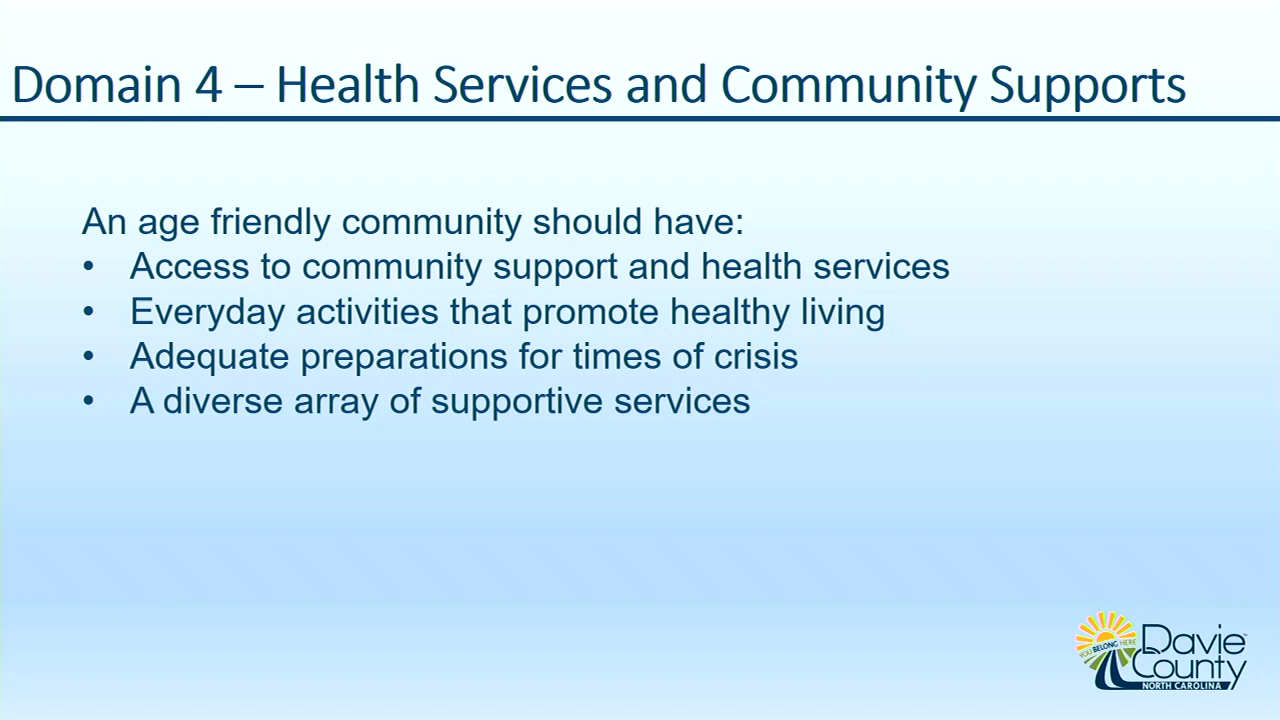 Domain 4 – Health Services and Community Supports
An age friendly community should have:
• Access to community support and health services
• Everyday activities that promote healthy living
• Adequate preparations for times of crisis
• A diverse array of supportive services
YOU BELONG HERE
Davie
County
NORTH CAROLINA